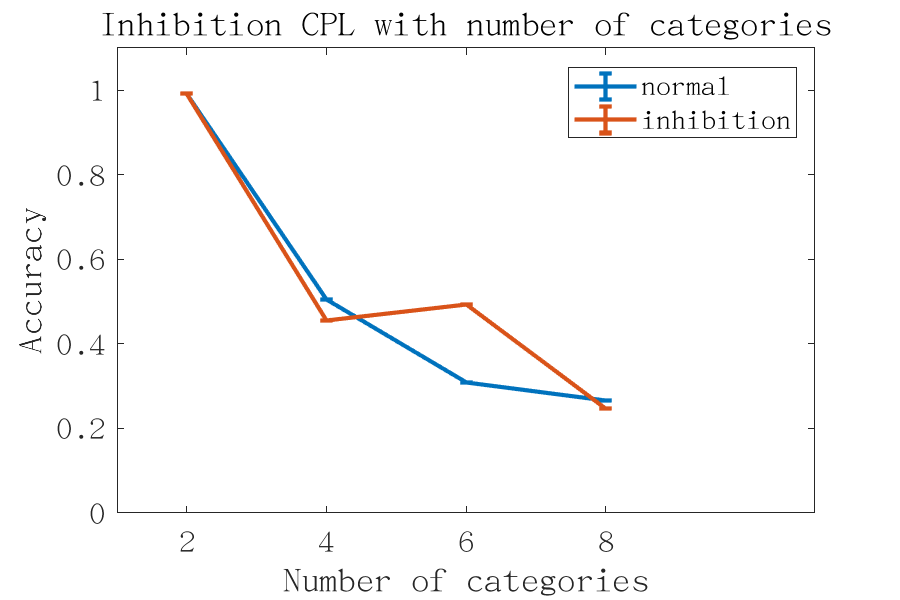 Inhibition CPL with number of categories
normal
inhibition
1
0.8
0.6
0.4
0.2
0
Accuracy
2 4 6 8
Number of categories